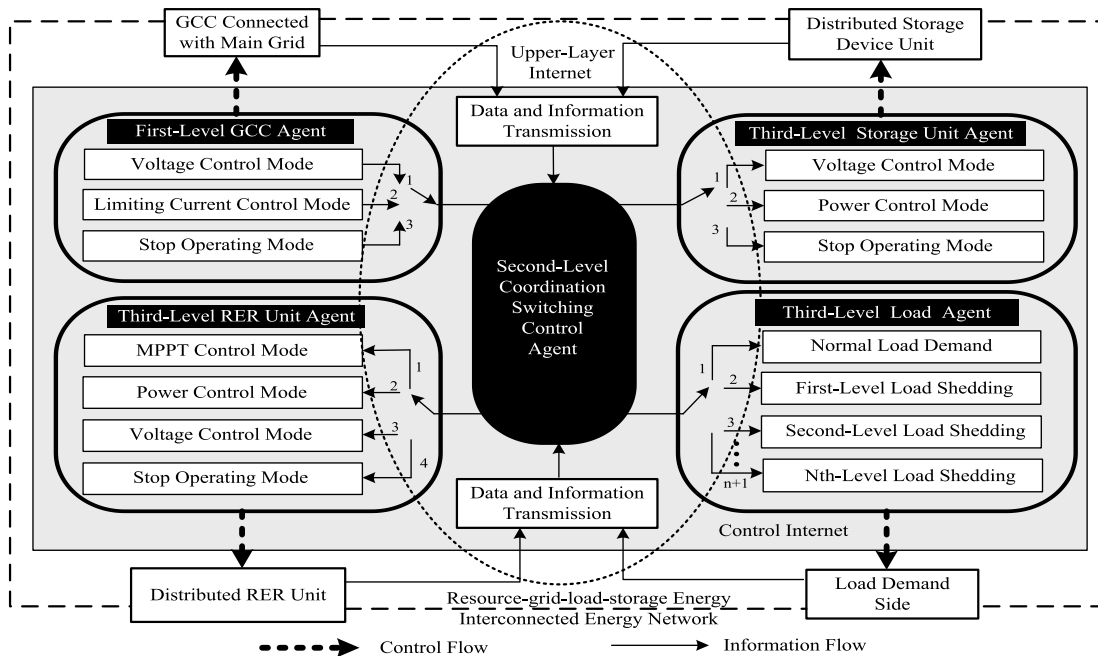 GCC Connected
with Main Grid
Upper-Layer
Internet
Distributed Storage
Device Unit
Data and Information
Transmission
First-Level GCC Agent
Voltage Control Mode
Limiting Current Control Mode
Stop Operating Mode
1
2
3
Third-Level Storage Unit Agent
Voltage Control Mode
Power Control Mode
Stop Operating Mode
1
2
3
Second-Level
Coordination
Switching
Control
Agent
Third-Level RER Unit Agent
MPPT Control Mode
Power Control Mode
Voltage Control Mode
Stop Operating Mode
1
2
3
4
Third-Level Load Agent
Normal Load Demand
First-Level Load Shedding
Second-Level Load Shedding
Nth-Level Load Shedding
1
2
3
n+1
Data and Information
Transmission
Control Internet
Distributed RER Unit
Resource-grid-load-storage Energy
Interconnected Energy Network
Load Demand
Side
Control Flow
Information Flow